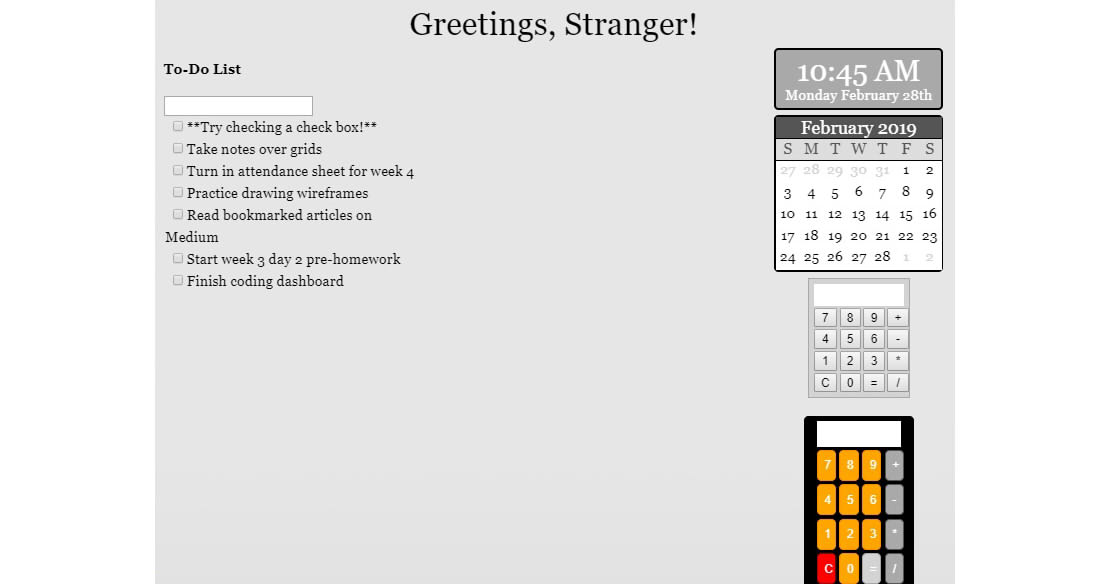 Greetings, Stranger!
To-Do List
**Try checking a check box!**
Take notes over grids
Turn in attendance sheet for week 4
Practice drawing wireframes
Read bookmarked articles on
Medium
Start week 3 day 2 pre-homework
Finish coding dashboard
10:45 AM
Monday February 28th
February 2019
S M T W T F S
27 28 29 30 31 1 2
3 4 5 6 7 8 9
10 11 12 13 14 15 16
17 18 19 20 21 22 23
24 25 26 27 28 1 2
7 8 9 +
4 5 6 -
1 2 3 *
C 0 = /
7 8 9 +
4 5 6 -
1 2 3 *
C 0 = /